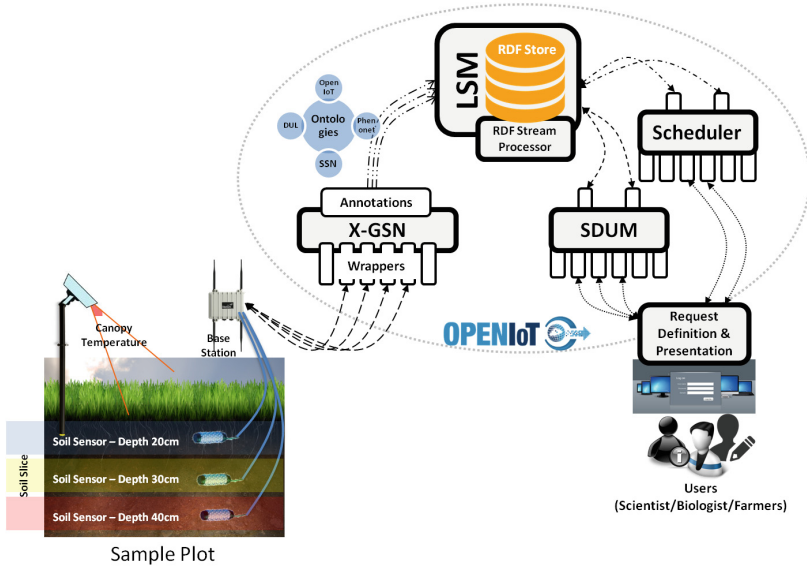 RDF Store
LSM
RDF Stream
Processor
Open
IoT
DUL
Ontolo
gies
Phen
onet
SSN
Scheduler
Annotations
X-GSN
Wrappers
SDUM
Canopy
Temperature
Base
Station
OPENIoT
Request
Definition &
Presentation
Soil Slice
Soil Sensor – Depth 20cm
Soil Sensor – Depth 30cm
Soil Sensor – Depth 40cm
Sample Plot
Users
(Scientist/Biologist/Farmers)